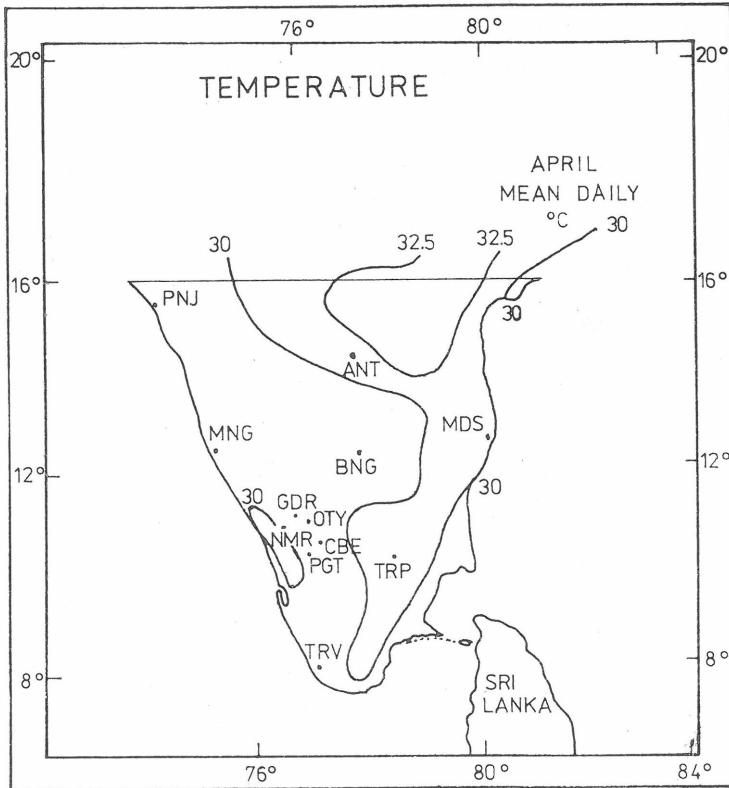 76° 80°
20° 20°
TEMPERATURE
APRIL
MEAN DAILY
°C
30
30 32.5 32.5
16° 16°
PNJ
30
ANT
MNG MDS
12° BNG 12°
30 GDR 30
OTY
NMR CBE
PGT TRP
TRV
8° 8°
SRI
LANKA
76° 80° 84°